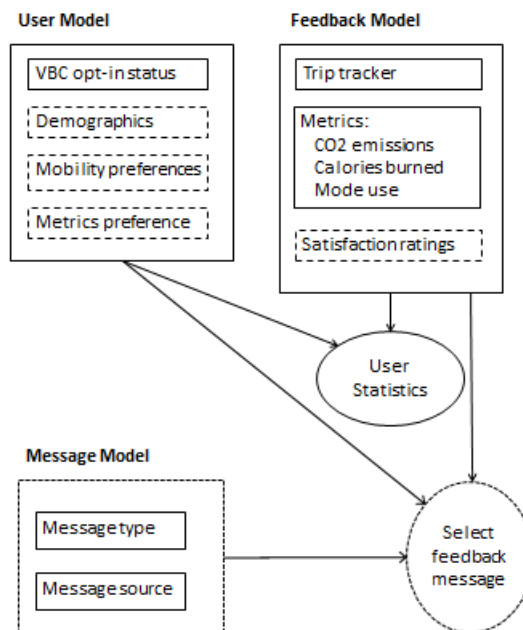 User Model
VBC opt-in status
Demographics
Mobility preferences
Metrics preference
Feedback Model
Trip tracker
Metrics:
CO2 emissions
Calories burned
Mode use
Satisfaction ratings
User
Statistics
Message Model
Message type
Message source
Select
feedback
message